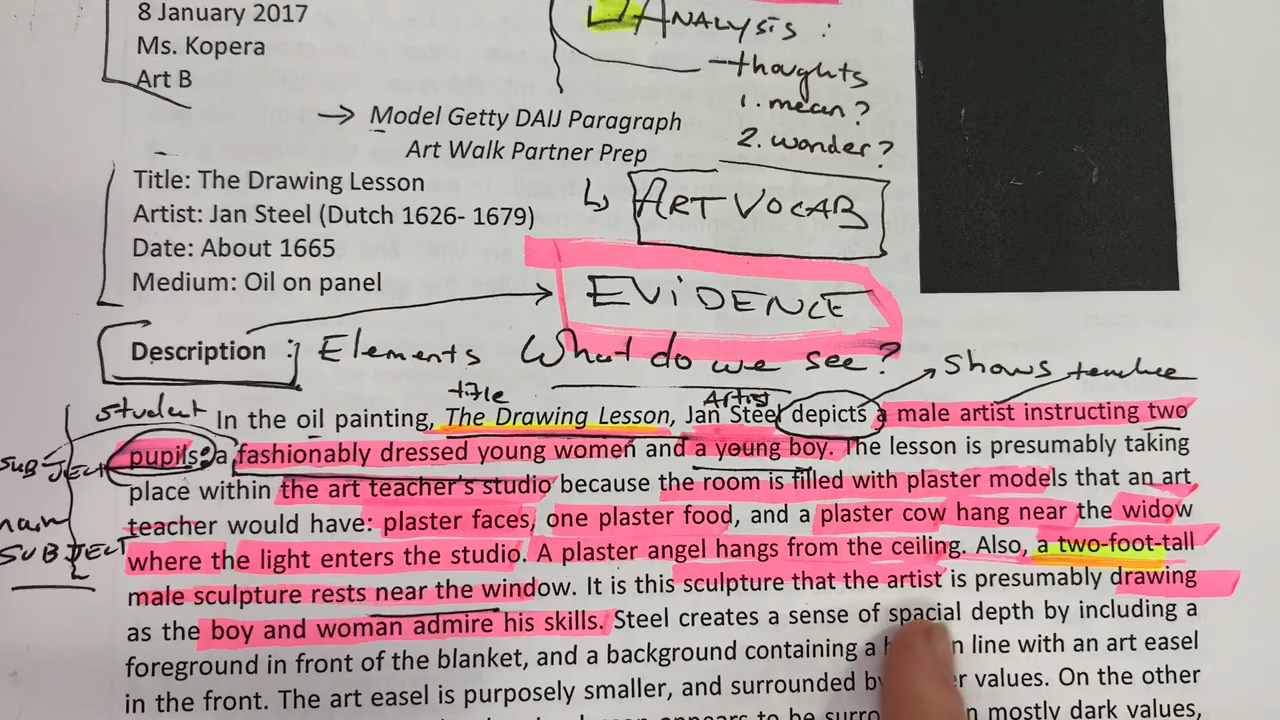 8 January 2017
Ms. Kopera
Art B
ANALYSIS :
thoughts
1. mean?
2. wonder?
→ Model Getty DAIJ Paragraph
Art Walk Partner Prep
ART VOCAB
Title: The Drawing Lesson
Artist: Jan Steel (Dutch 1626- 1679)
Date: About 1665
Medium: Oil on panel
EViDENCE
Description : Elements What do we see?
shows
title Artist
student
In the oil painting, The Drawing Lesson, Jan Steel depicts a male artist instructing two
pupils: a fashionably dressed young women and a young boy. The lesson is presumably taking
SUBJECT
place within the art teacher's studio because the room is filled with plaster models that an art
main
SUBJECT
teacher would have: plaster faces, one plaster food, and a plaster cow hang near the widow
where the light enters the studio. A plaster angel hangs from the ceiling. Also, a two-foot-tall
male sculpture rests near the window. It is this sculpture that the artist is presumably drawing
as the boy and woman admire his skills. Steel creates a sense of spacial depth by including a
foreground in front of the blanket, and a background containing a line with an art easel
in the front. The art easel is purposely smaller, and surrounded values. On the other
appears to be mostly dark values,